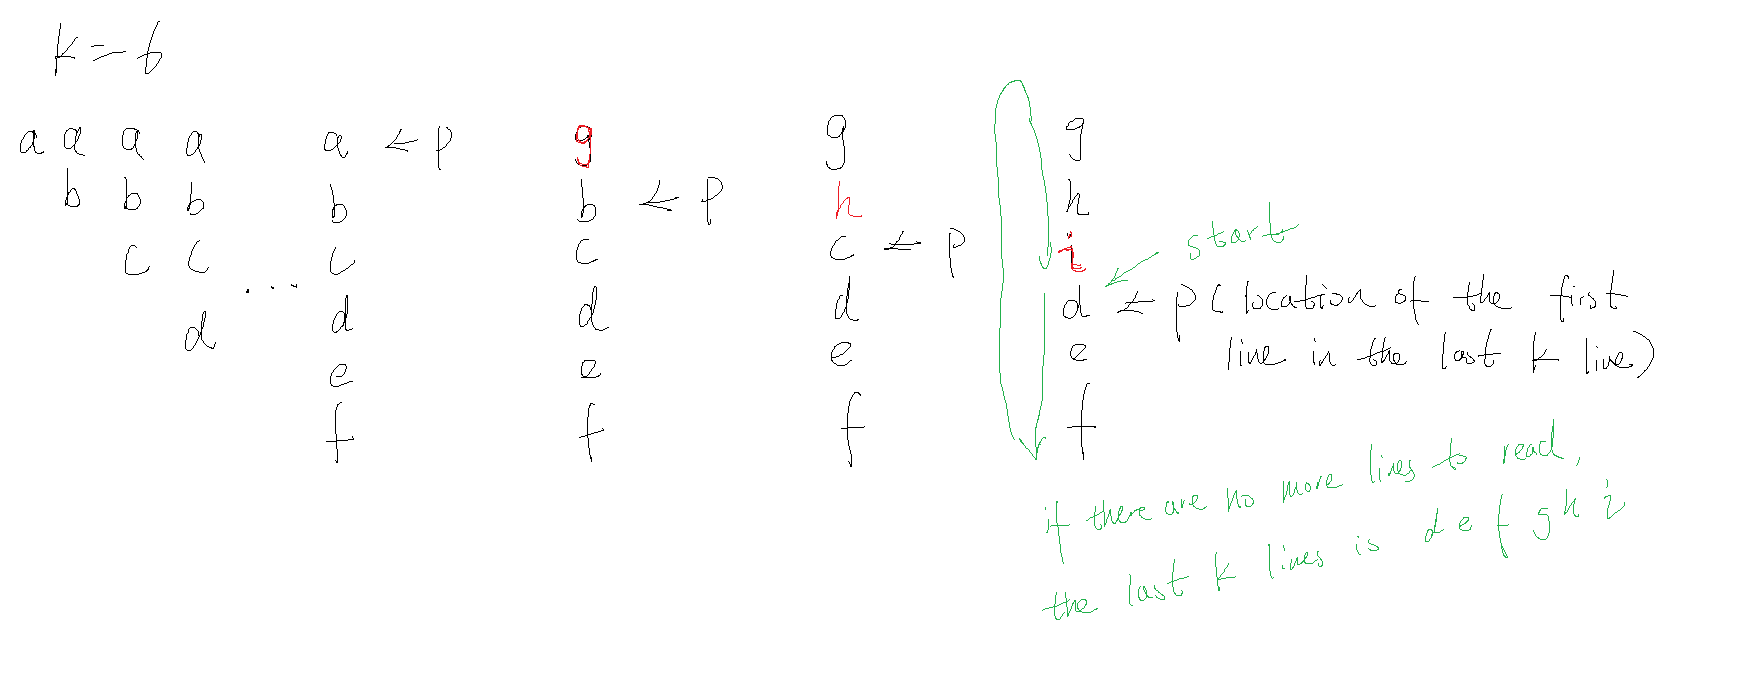 k = 6
a a a a a ← p g g g
b b b b b ← p h h
c c c c c ← p i start
... d d d d d ← p ( location of the first
e e e e line in the last k line)
f f f f
if there are no more lines to read,
the last k lines is d e f g h i